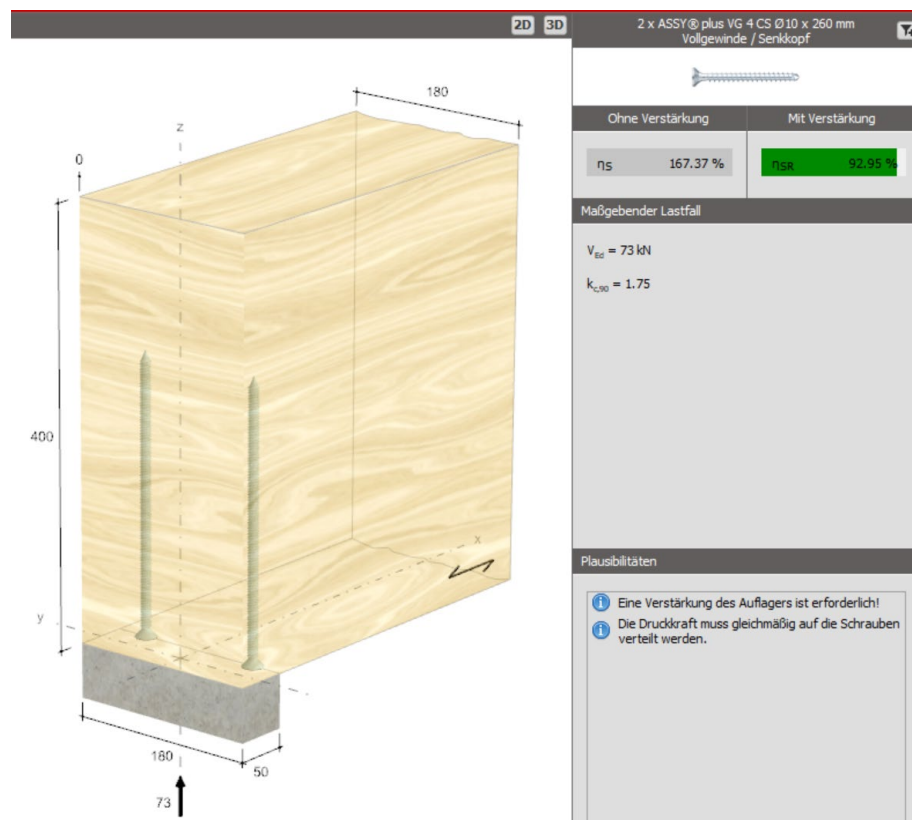 2D 3D
2 x ASSY® plus VG 4 CS Ø10 x 260 mm
Vollgewinde / Senkkopf
Ohne Verstärkung Mit Verstärkung
ηS 167.37 % ηSR 92.95 %
Maßgebender Lastfall
VEd = 73 kN
kc,90 = 1.75
180
z
0
400
x
y
180
50
73
Plausibilitäten
Eine Verstärkung des Auflagers ist erforderlich!
Die Druckkraft muss gleichmäßig auf die Schrauben
verteilt werden.